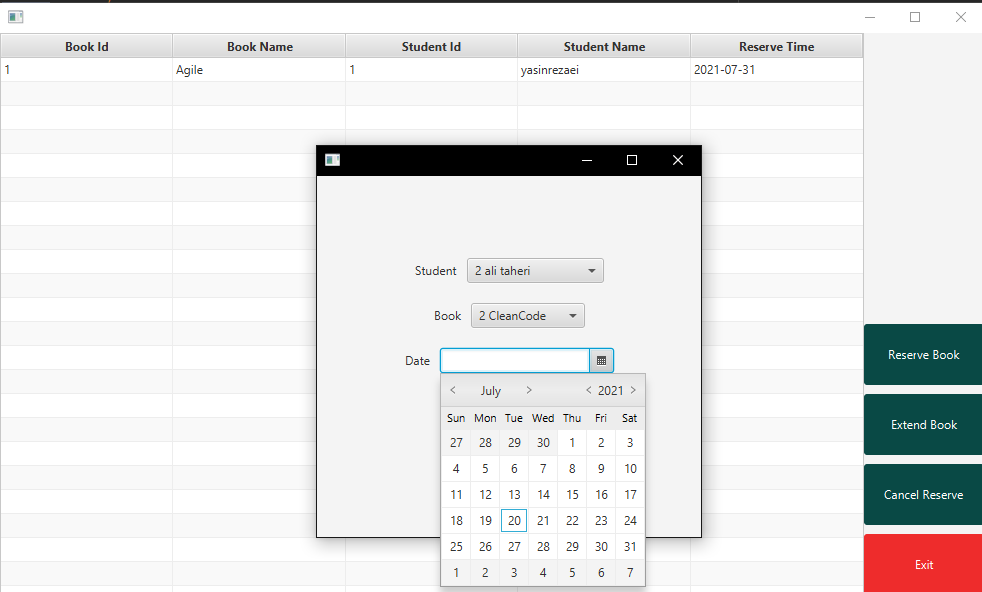 Book Id Book Name Student Id Student Name Reserve Time
1 Agile 1 yasinrezaei 2021-07-31
Student 2 ali taheri
Book 2 CleanCode
Date
< July > < 2021 >
Sun Mon Tue Wed Thu Fri Sat
27 28 29 30 1 2 3
4 5 6 7 8 9 10
11 12 13 14 15 16 17
18 19 20 21 22 23 24
25 26 27 28 29 30 31
1 2 3 4 5 6 7
Reserve Book
Extend Book
Cancel Reserve
Exit